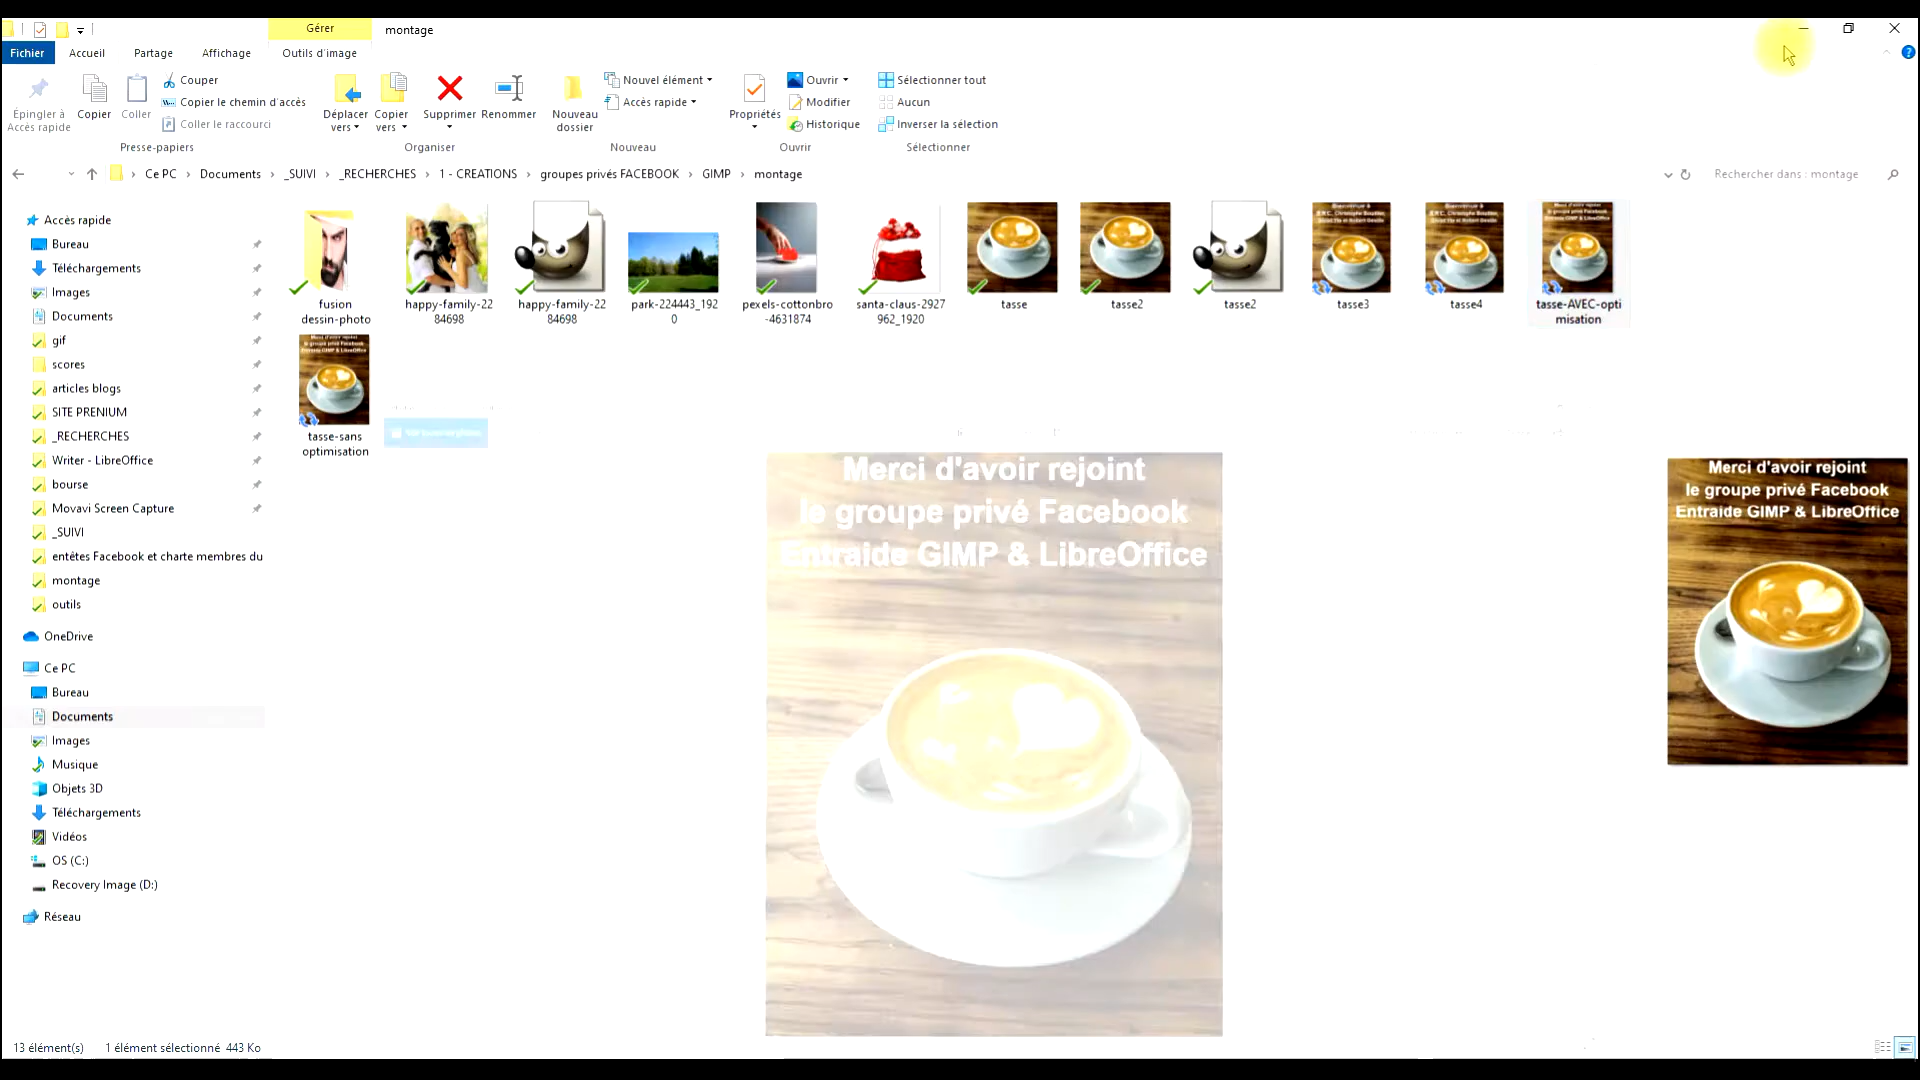 Gérer
montage
Fichier
Accueil
Partage
Affichage
Outils d'image
Épingler à
Accès rapide
Copier
Coller
Couper
Copier le chemin d'accès
Coller le raccourci
Déplacer
vers
Copier
vers
Supprimer
Renommer
Nouveau
dossier
Nouvel élément
Accès rapide
Propriétés
Ouvrir
Modifier
Historique
Sélectionner tout
Aucun
Inverser la sélection
Presse-papiers
Organiser
Nouveau
Ouvrir
Sélectionner
Ce PC > Documents > _SUIVI > _RECHERCHES > 1 - CREATIONS > groupes privés FACEBOOK > GIMP > montage
Rechercher dans : montage
Accès rapide
Bureau
Téléchargements
Images
Documents
gif
scores
articles blogs
SITE PRENIUM
_RECHERCHES
Writer - LibreOffice
bourse
Movavi Screen Capture
_SUIVI
entêtes Facebook et charte membres du
montage
outils
OneDrive
Ce PC
Bureau
Documents
Images
Musique
Objets 3D
Téléchargements
Vidéos
OS (C:)
Recovery Image (D:)
Réseau
fusion
dessin-photo
happy-family-22
84698
happy-family-22
84698
park-224443_192
0
pexels-cottonbro
-4631874
santa-claus-2927
962_1920
tasse
tasse2
tasse2
tasse3
tasse4
tasse-AVEC-opti
misation
tasse-sans
optimisation
Merci d'avoir rejoint
le groupe privé Facebook
Entraide GIMP & LibreOffice
Merci d'avoir rejoint
le groupe privé Facebook
Entraide GIMP & LibreOffice
13 élément(s)
1 élément sélectionné 443 Ko